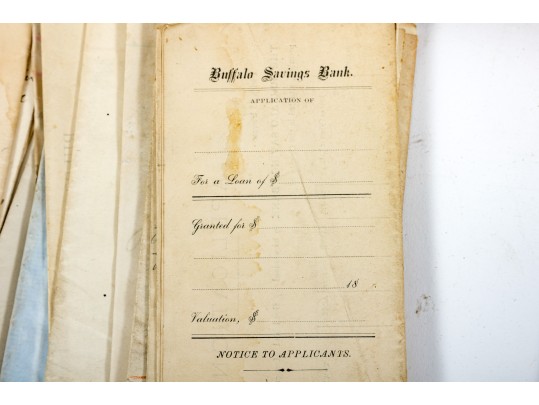 Buffalo Savings Bank.
APPLICATION OF
For a Loan of $
Granted for $
18
Valuation, $
NOTICE TO APPLICANTS.